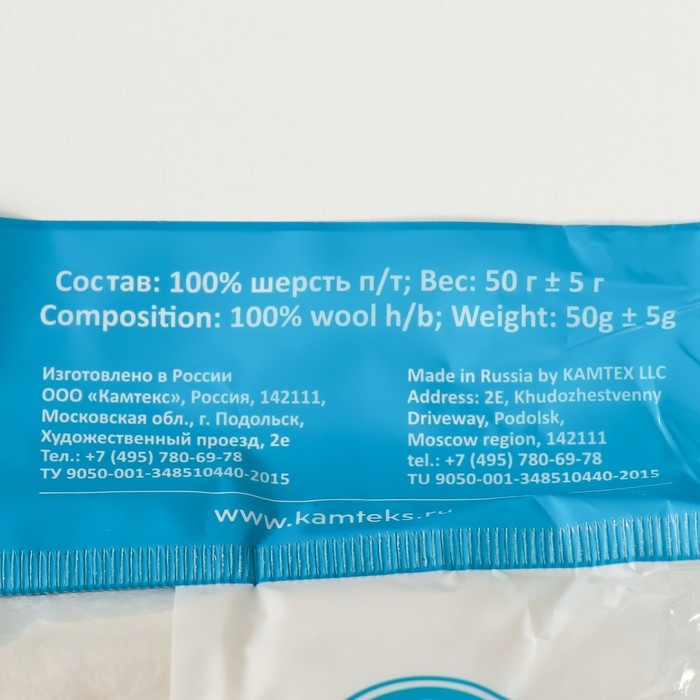 Состав: 100% шерсть п/т; Вес: 50 г ± 5 г
Composition: 100% wool h/b; Weight: 50g ± 5g
Изготовлено в России
ООО «Камтекс», Россия, 142111,
Московская обл., г. Подольск,
Художественный проезд, 2е
Тел.: +7 (495) 780-69-78
ТУ 9050-001-348510440-2015
Made in Russia by KAMTEX LLC
Address: 2E, Khudozhestvenny
Driveway, Podolsk,
Moscow region, 142111
tel.: +7 (495) 780-69-78
TU 9050-001-348510440-2015
www.kamteks.ru